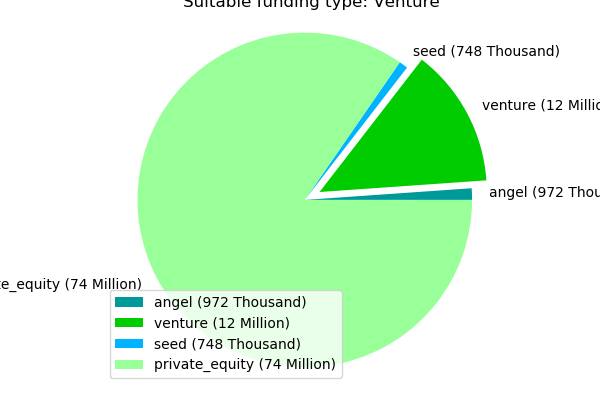 Suitable funding type: Venture
seed (748 Thousand)
venture (12 Millio
angel (972 Thou
te_equity (74 Million)
angel (972 Thousand)
venture (12 Million)
seed (748 Thousand)
private_equity (74 Million)